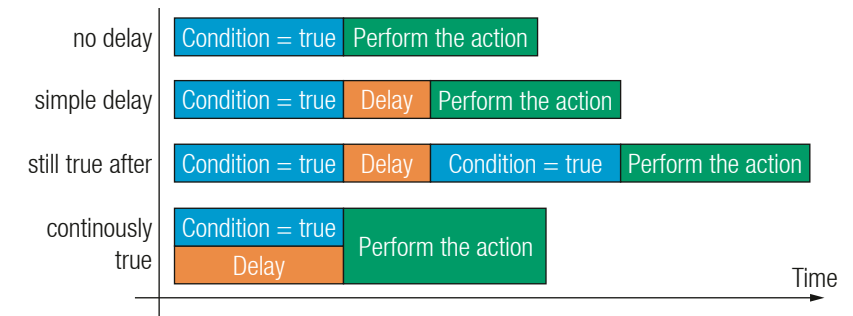 no delay Condition = true Perform the action
simple delay Condition = true Delay Perform the action
still true after Condition = true Delay Condition = true Perform the action
continously
true
Condition = true
Delay
Perform the action
Time